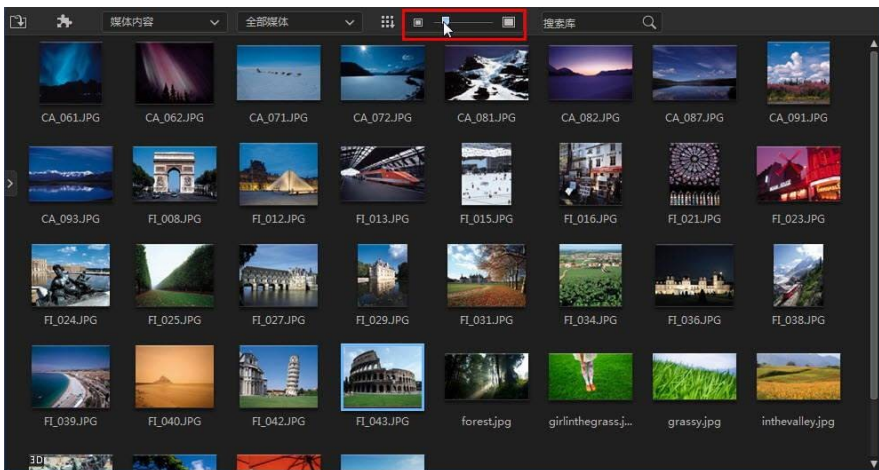 媒体内容 全部媒体 搜索库
CA_061.JPG CA_062.JPG CA_071.JPG CA_072.JPG CA_081.JPG CA_082.JPG CA_087.JPG CA_091.JPG
CA_093.JPG FI_008.JPG FI_012.JPG FI_013.JPG FI_015.JPG FI_016.JPG FI_021.JPG FI_023.JPG
FI_024.JPG FI_025.JPG FI_027.JPG FI_029.JPG FI_031.JPG FI_034.JPG FI_036.JPG FI_038.JPG
FI_039.JPG FI_040.JPG FI_042.JPG FI_043.JPG forest.jpg girlinthegrass.j... grassy.jpg inthevalley.jpg
3D